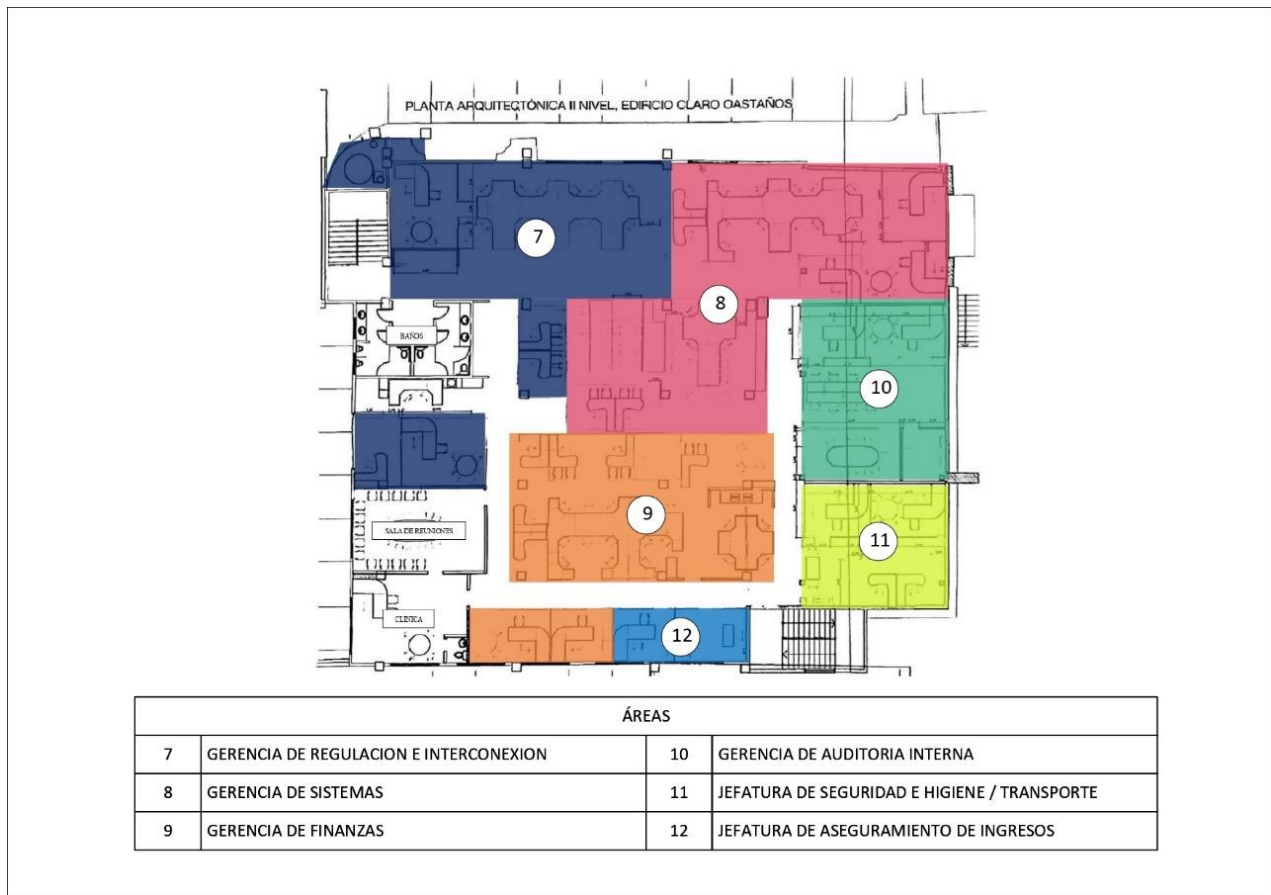 PLANTA ARQUITECTÓNICA II NIVEL, EDIFICIO CLARO OASTAÑOS
7
8
BAÑOS
10
9
SALA DE REUNIONES
11
CLÍNICA
12
ÁREAS
7 GERENCIA DE REGULACION E INTERCONEXION 10 GERENCIA DE AUDITORIA INTERNA
8 GERENCIA DE SISTEMAS 11 JEFATURA DE SEGURIDAD E HIGIENE / TRANSPORTE
9 GERENCIA DE FINANZAS 12 JEFATURA DE ASEGURAMIENTO DE INGRESOS